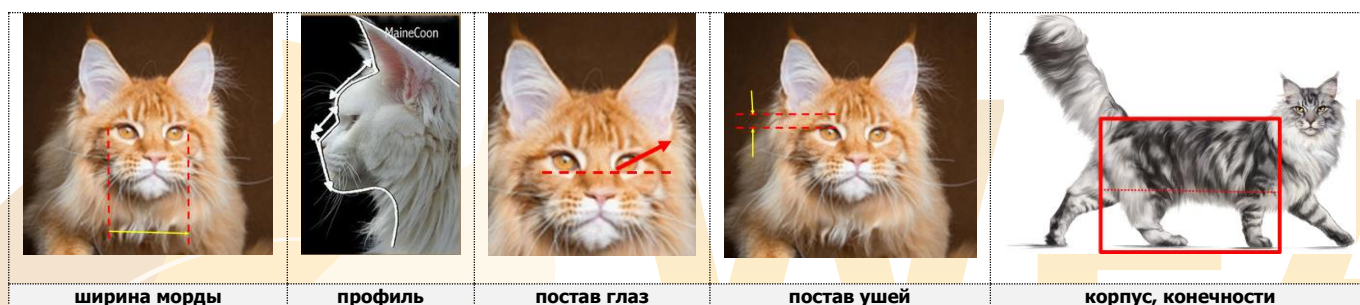 MaineCoon
ширина морды
профиль
постав глаз
постав ушей
корпус, конечности